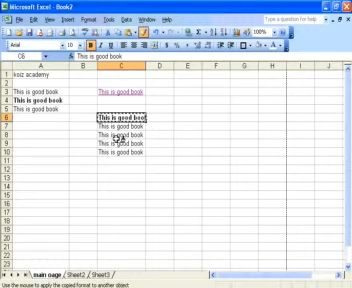 Microsoft Excel - Book2
File Edit View Insert Format Tools Data Window Help
Type a question for help
Arial 10 B I U
100%
C6 fx This is good book
A B C D E F G H I J
1 ksiz academy
2
3 This is good book This is good book
4 This is good book
5 This is good book
6 This is good book
7 This is good book
8 This is good book
9 This is good book
10 This is good book
11
12
13
14
15
16
17
18
19
20
21
22
23
main page Sheet2 Sheet3
Use the mouse to apply the copied format to another object